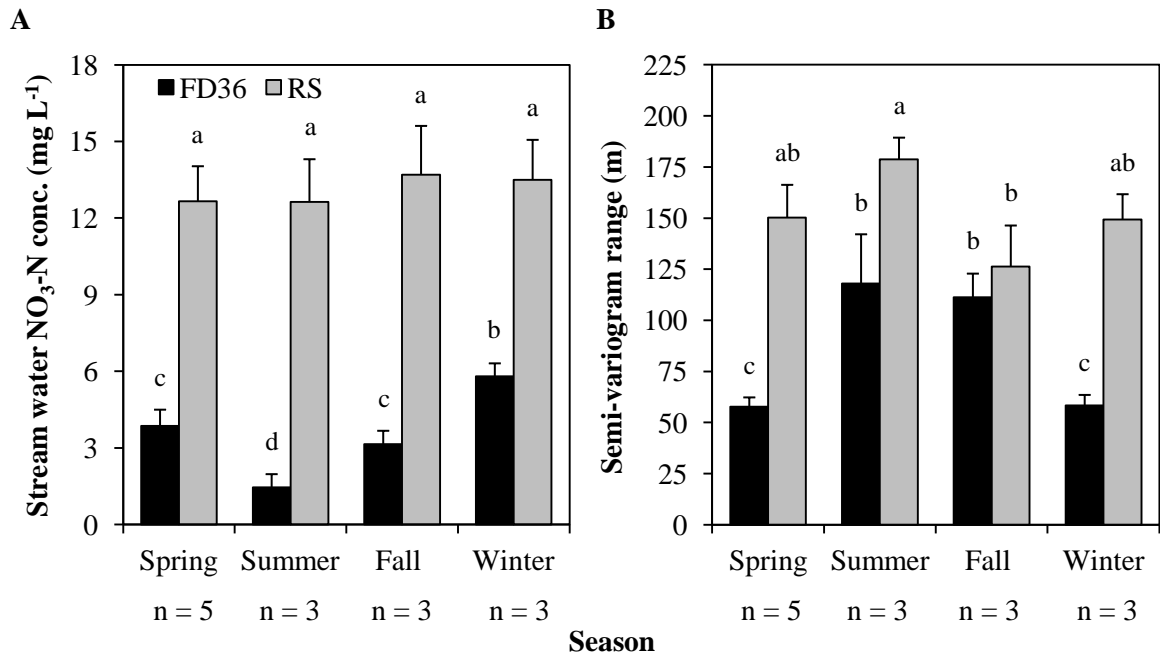 A
Stream water NO3-N conc. (mg L-1)
18
15
12
9
6
3
0
FD36 RS
c a d a c a b a
Spring Summer Fall Winter
n = 5 n = 3 n = 3 n = 3
B
Semi-variogram range (m)
225
200
175
150
125
100
75
50
25
0
c ab b a b b c ab
Spring Summer Fall Winter
n = 5 n = 3 n = 3 n = 3
Season